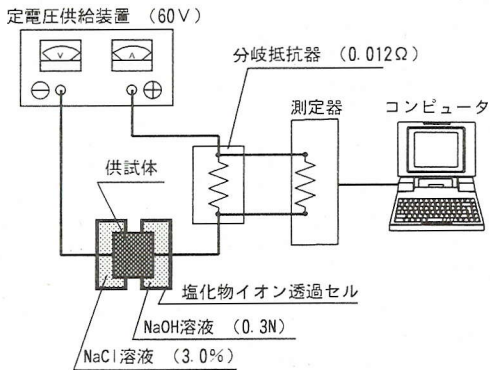 定電圧供給装置 (60V)
V
A
⊖
⊕
分岐抵抗器 (0.012Ω)
測定器
コンピュータ
供試体
塩化物イオン透過セル
NaOH溶液 (0.3N)
NaCl溶液 (3.0%)